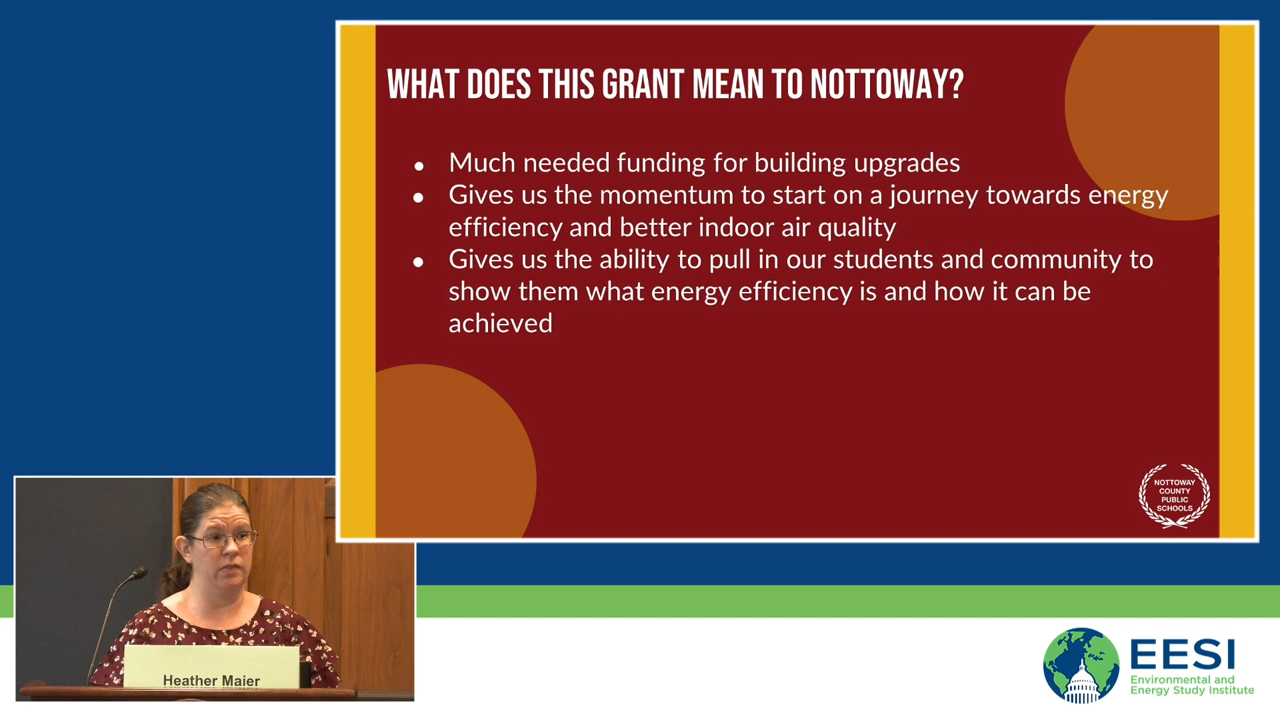 WHAT DOES THIS GRANT MEAN TO NOTTOWAY?
● Much needed funding for building upgrades
● Gives us the momentum to start on a journey towards energy
efficiency and better indoor air quality
● Gives us the ability to pull in our students and community to
show them what energy efficiency is and how it can be
achieved
NOTTOWAY
COUNTY
PUBLIC
SCHOOLS
Heather Maier
EESI
Environmental and
Energy Study Institute